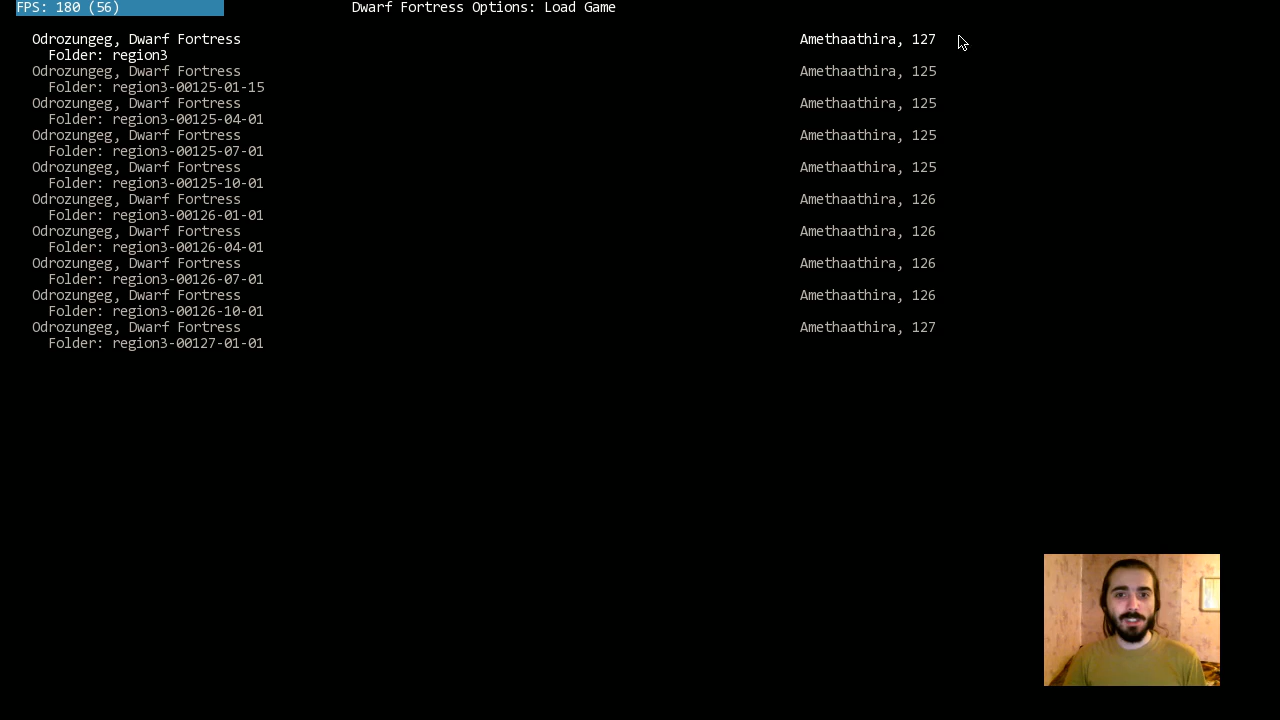 FPS: 180 (56) Dwarf Fortress Options: Load Game
Odrozungeg, Dwarf Fortress Amethaathira, 127
Folder: region3
Odrozungeg, Dwarf Fortress Amethaathira, 125
Folder: region3-00125-01-15
Odrozungeg, Dwarf Fortress Amethaathira, 125
Folder: region3-00125-04-01
Odrozungeg, Dwarf Fortress Amethaathira, 125
Folder: region3-00125-07-01
Odrozungeg, Dwarf Fortress Amethaathira, 125
Folder: region3-00125-10-01
Odrozungeg, Dwarf Fortress Amethaathira, 126
Folder: region3-00126-01-01
Odrozungeg, Dwarf Fortress Amethaathira, 126
Folder: region3-00126-04-01
Odrozungeg, Dwarf Fortress Amethaathira, 126
Folder: region3-00126-07-01
Odrozungeg, Dwarf Fortress Amethaathira, 126
Folder: region3-00126-10-01
Odrozungeg, Dwarf Fortress Amethaathira, 127
Folder: region3-00127-01-01